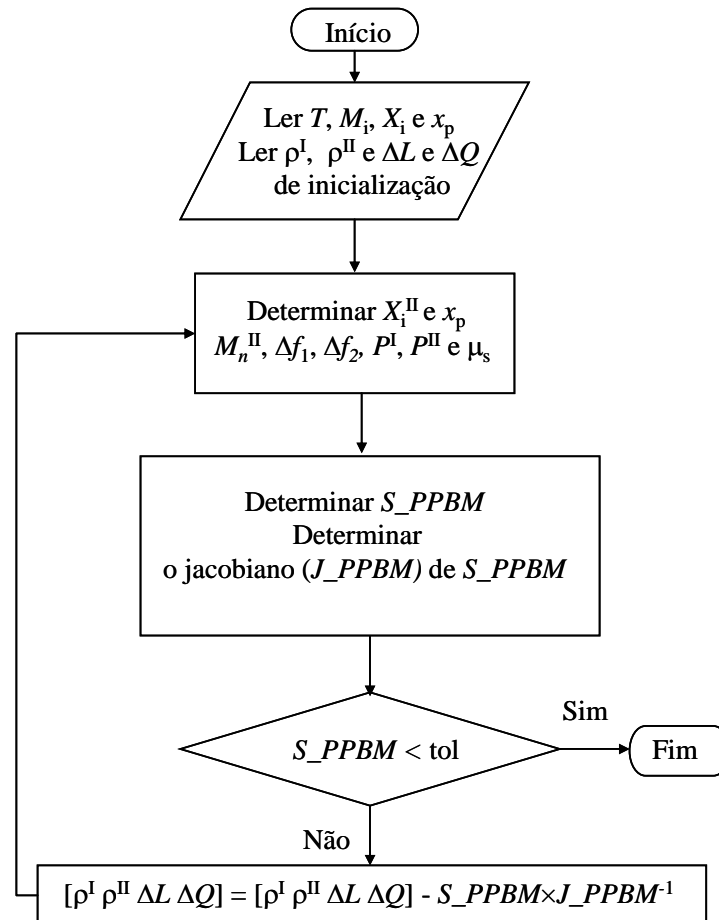 Início
Ler T, Mᵢ, Xᵢ e xₚ
Ler ρᴵ, ρᴵᴵ e ΔL e ΔQ
de inicialização
Determinar Xᵢᴵᴵ e xₚ
Mₙᴵᴵ, Δf₁, Δf₂, Pᴵ, Pᴵᴵ e μₛ
Determinar S_PPBM
Determinar
o jacobiano (J_PPBM) de S_PPBM
Sim
S_PPBM < tol
Fim
Não
[ρᴵ ρᴵᴵ ΔL ΔQ] = [ρᴵ ρᴵᴵ ΔL ΔQ] - S_PPBM×J_PPBM⁻¹